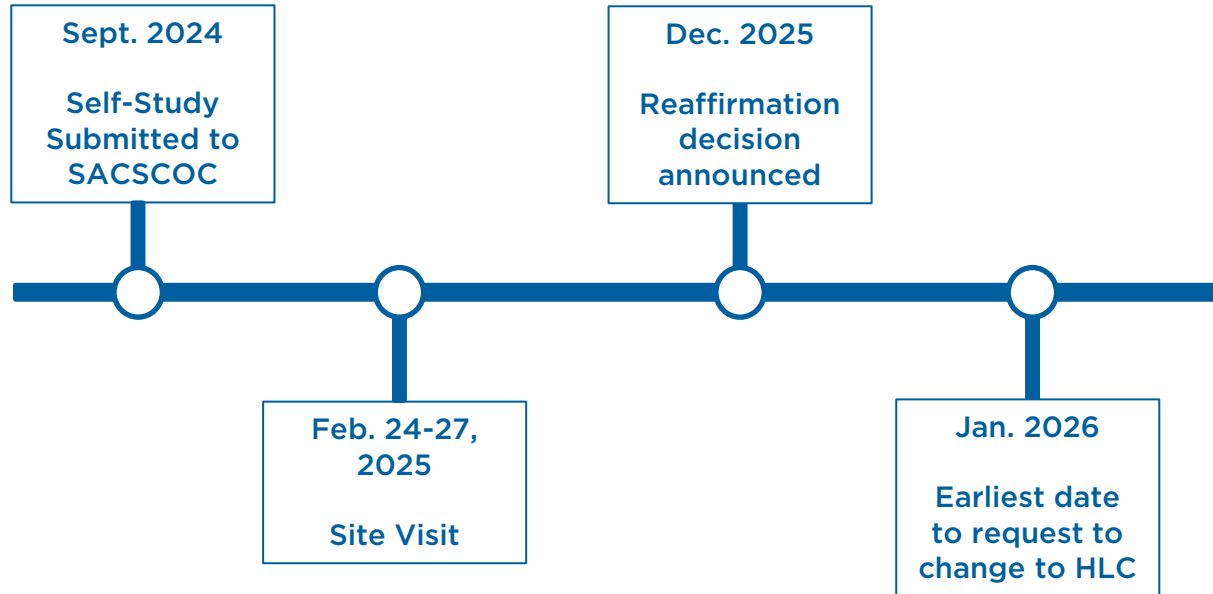 Sept. 2024
Self-Study
Submitted to
SACSCOC
Feb. 24-27,
2025
Site Visit
Dec. 2025
Reaffirmation
decision
announced
Jan. 2026
Earliest date
to request to
change to HLC